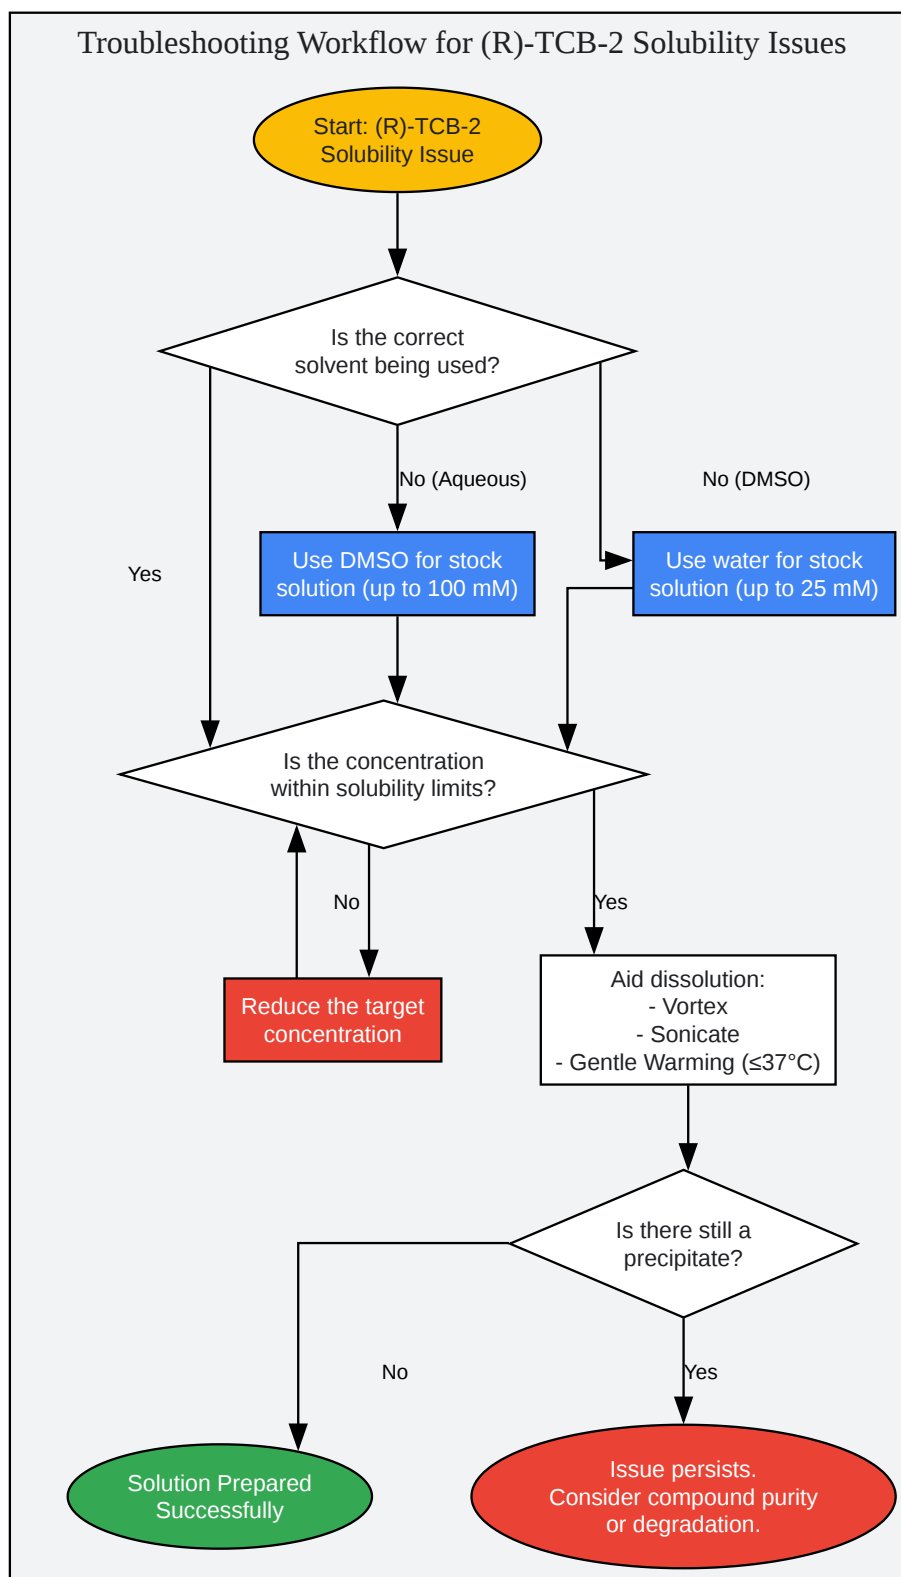 Troubleshooting Workflow for (R)-TCB-2 Solubility Issues
Start: (R)-TCB-2
Solubility Issue
Is the correct
solvent being used?
No (Aqueous)
No (DMSO)
Yes
Use DMSO for stock
solution (up to 100 mM)
Use water for stock
solution (up to 25 mM)
Is the concentration
within solubility limits?
No
Yes
Reduce the target
concentration
Aid dissolution:
- Vortex
- Sonicate
- Gentle Warming (≤37°C)
Is there still a
precipitate?
No
Yes
Solution Prepared
Successfully
Issue persists.
Consider compound purity
or degradation.